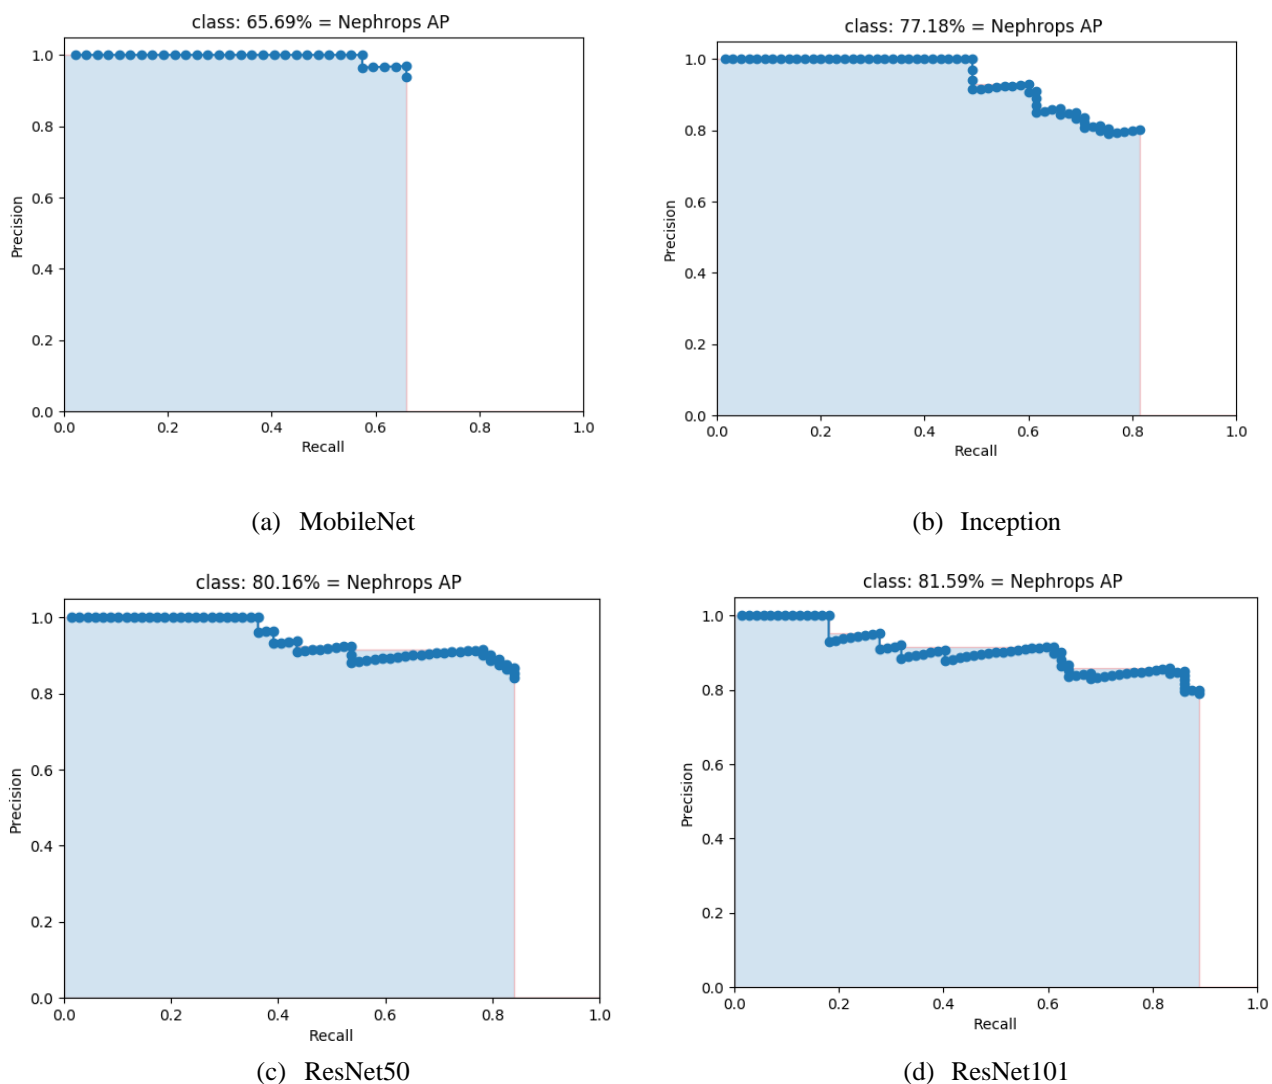 class: 65.69% = Nephrops AP
1.0
0.8
0.6
0.4
0.2
0.0
Precision
0.0 0.2 0.4 0.6 0.8 1.0
Recall
(a) MobileNet
class: 77.18% = Nephrops AP
1.0
0.8
0.6
0.4
0.2
0.0
Precision
0.0 0.2 0.4 0.6 0.8 1.0
Recall
(b) Inception
class: 80.16% = Nephrops AP
1.0
0.8
0.6
0.4
0.2
0.0
Precision
0.0 0.2 0.4 0.6 0.8 1.0
Recall
(c) ResNet50
class: 81.59% = Nephrops AP
1.0
0.8
0.6
0.4
0.2
0.0
Precision
0.0 0.2 0.4 0.6 0.8 1.0
Recall
(d) ResNet101